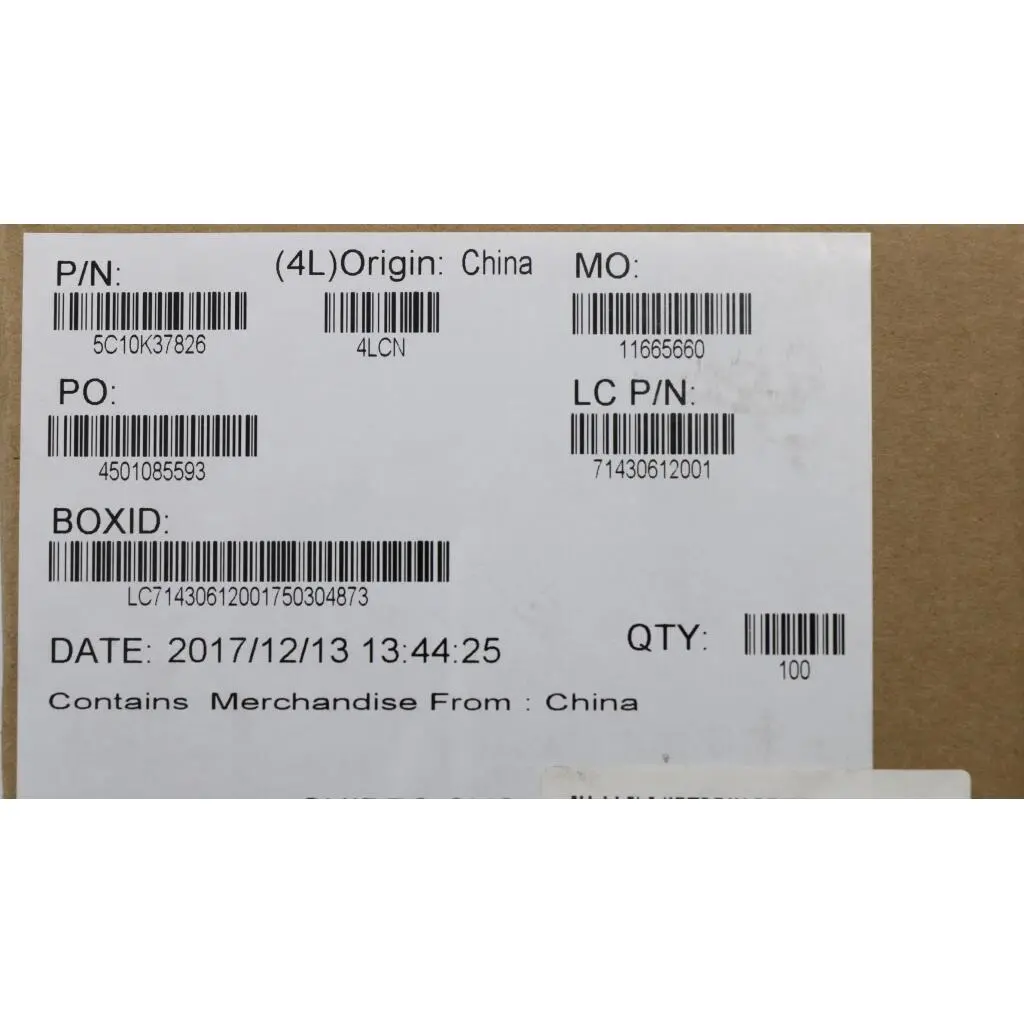 P/N: (4L)Origin: China MO:
5C10K37826 4LCN 11665660
PO: LC P/N:
4501085593 71430612001
BOXID:
LC71430612001750304873
DATE: 2017/12/13 13:44:25 QTY:
100
Contains Merchandise From : China